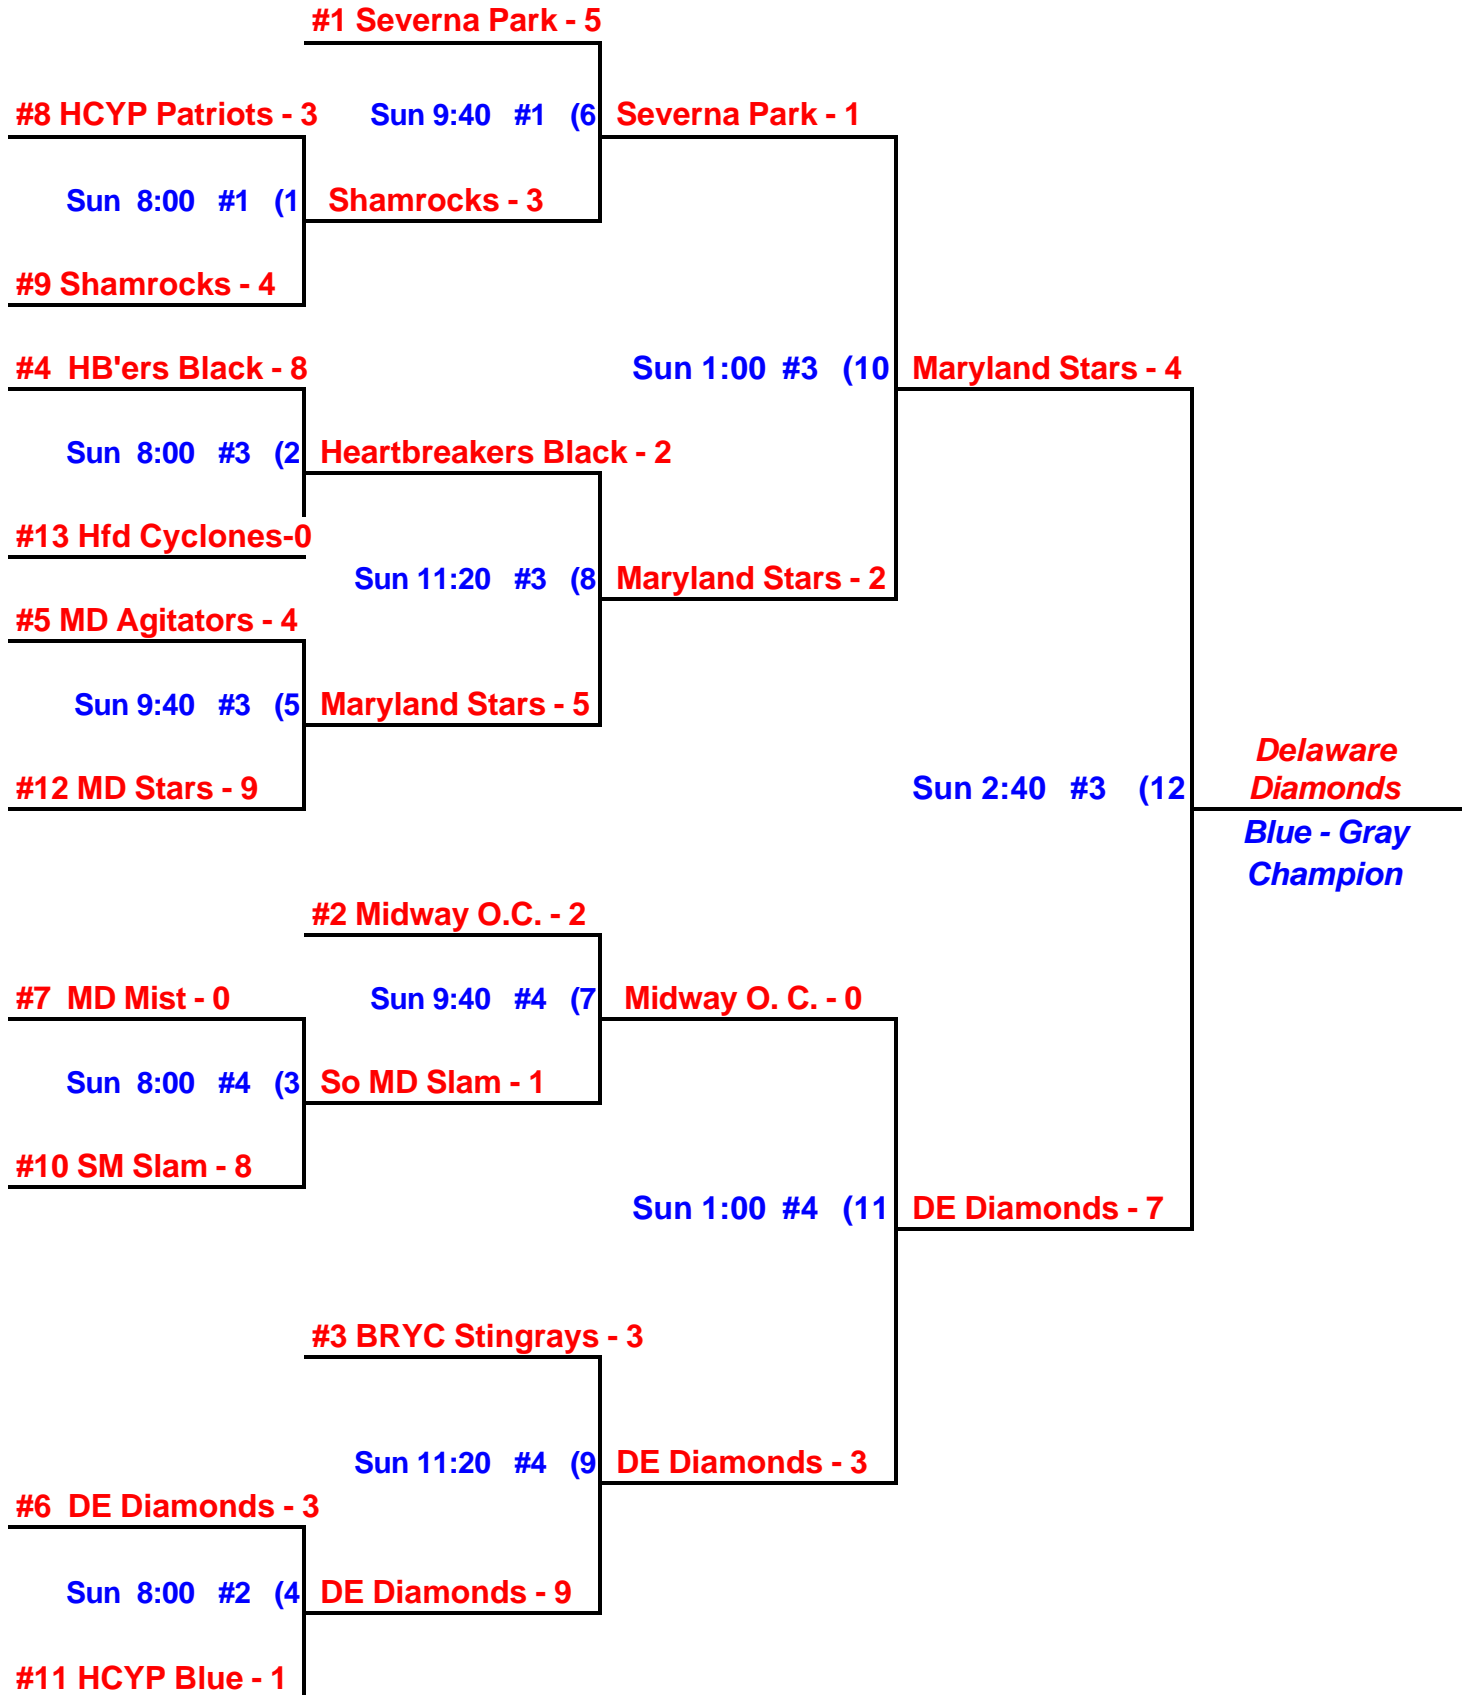 #1 Severna Park - 5
#8 HCYP Patriots - 3
Sun 9:40 #1 (6
Severna Park - 1
Sun 8:00 #1 (1
Shamrocks - 3
#9 Shamrocks - 4
#4 HB'ers Black - 8
Sun 1:00 #3 (10
Maryland Stars - 4
Sun 8:00 #3 (2
Heartbreakers Black - 2
#13 Hfd Cyclones-0
Sun 11:20 #3 (8
Maryland Stars - 2
#5 MD Agitators - 4
Sun 9:40 #3 (5
Maryland Stars - 5
#12 MD Stars - 9
Sun 2:40 #3 (12
Delaware
Diamonds
Blue - Gray
Champion
#2 Midway O.C. - 2
#7 MD Mist - 0
Sun 9:40 #4 (7
Midway O. C. - 0
Sun 8:00 #4 (3
So MD Slam - 1
#10 SM Slam - 8
Sun 1:00 #4 (11
DE Diamonds - 7
#3 BRYC Stingrays - 3
Sun 11:20 #4 (9
DE Diamonds - 3
#6 DE Diamonds - 3
Sun 8:00 #2 (4
DE Diamonds - 9
#11 HCYP Blue - 1